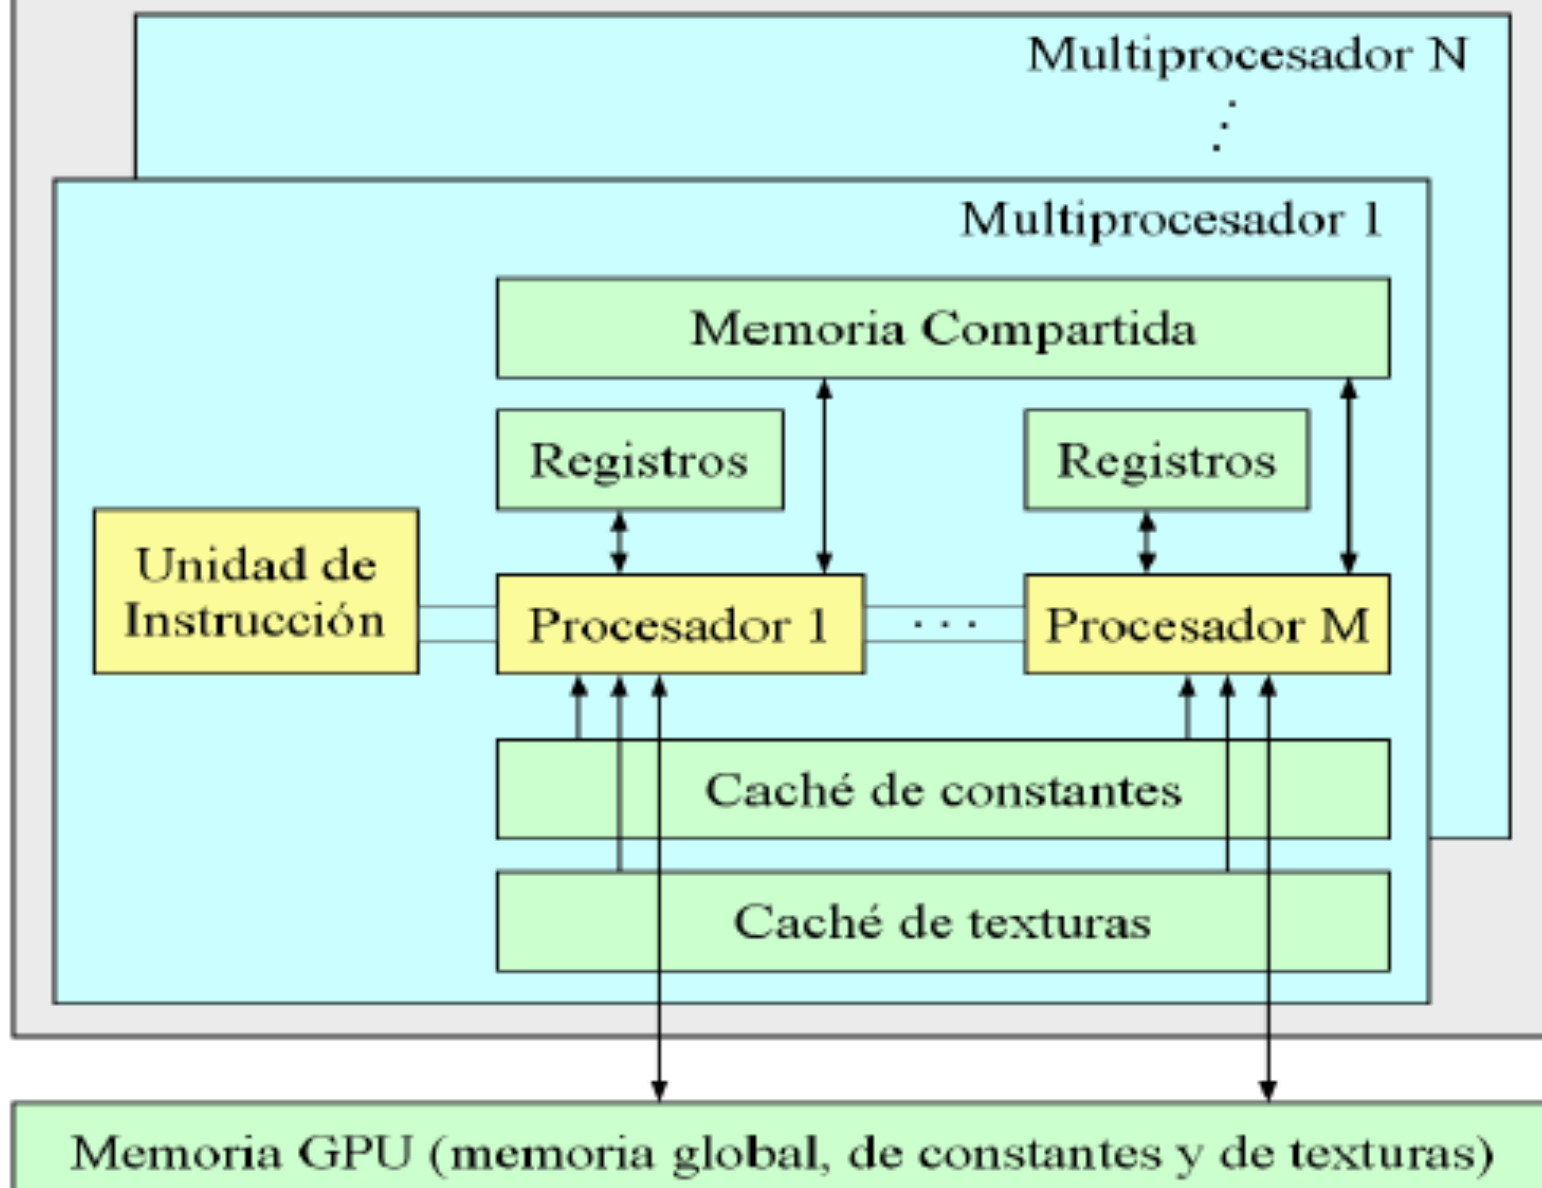 Multiprocesador N
Multiprocesador 1
Memoria Compartida
Registros
Registros
Unidad de
Instrucción
Procesador 1
. . .
Procesador M
Caché de constantes
Caché de texturas
Memoria GPU (memoria global, de constantes y de texturas)